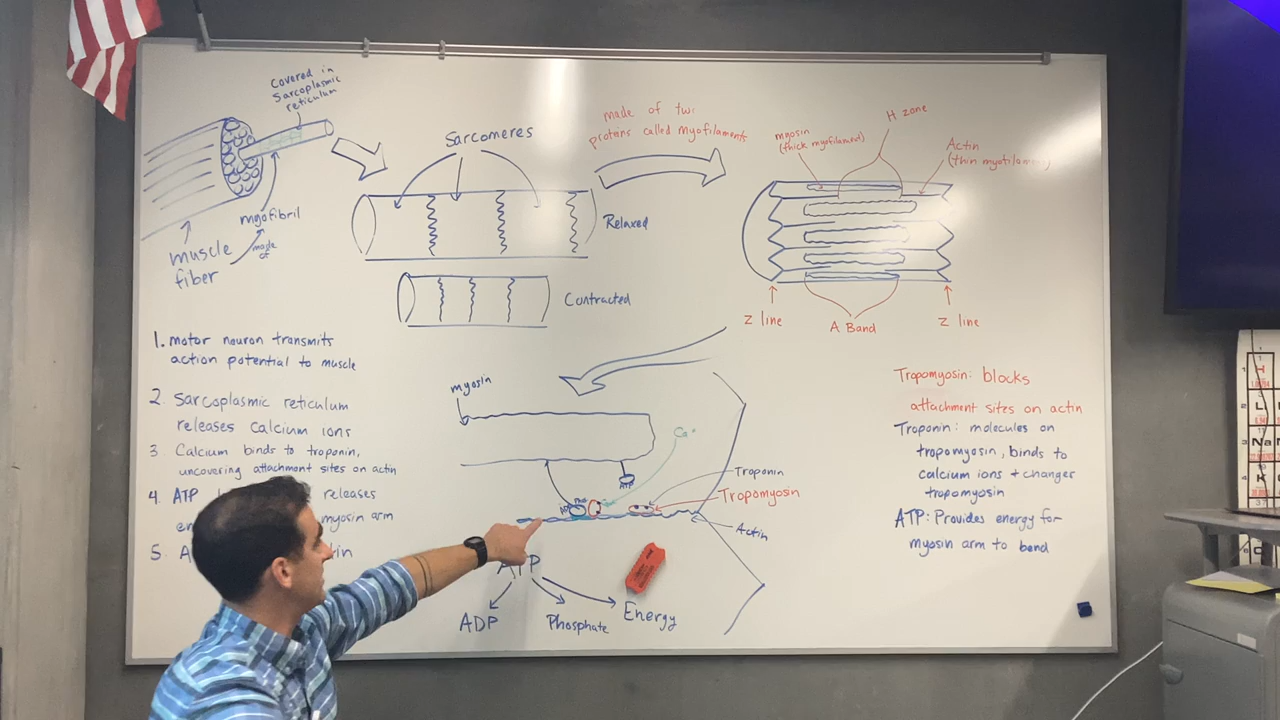 covered in
sarcoplasmic
reticulum
Sarcomeres
made of two
proteins called myofilaments
H zone
myosin
(thick myofilament)
Actin
(thin myofilament)
myofibril
made
of
muscle
fiber
Relaxed
Contracted
Z line
A Band
Z line
1. motor neuron transmits
action potential to muscle
2. Sarcoplasmic reticulum
releases calcium ions
3. Calcium binds to troponin,
uncovering attachment sites on actin
4. ATP releases
en myosin arm
5. A in
myosin
Ca+
ATP
Troponin
Tropomyosin
Actin
ATP
ADP
Phosphate
Energy
Tropomyosin: blocks
attachment sites on actin
Troponin: molecules on
tropomyosin, binds to
calcium ions + changes
tropomyosin
ATP: Provides energy for
myosin arm to bend
H
L
Na
K